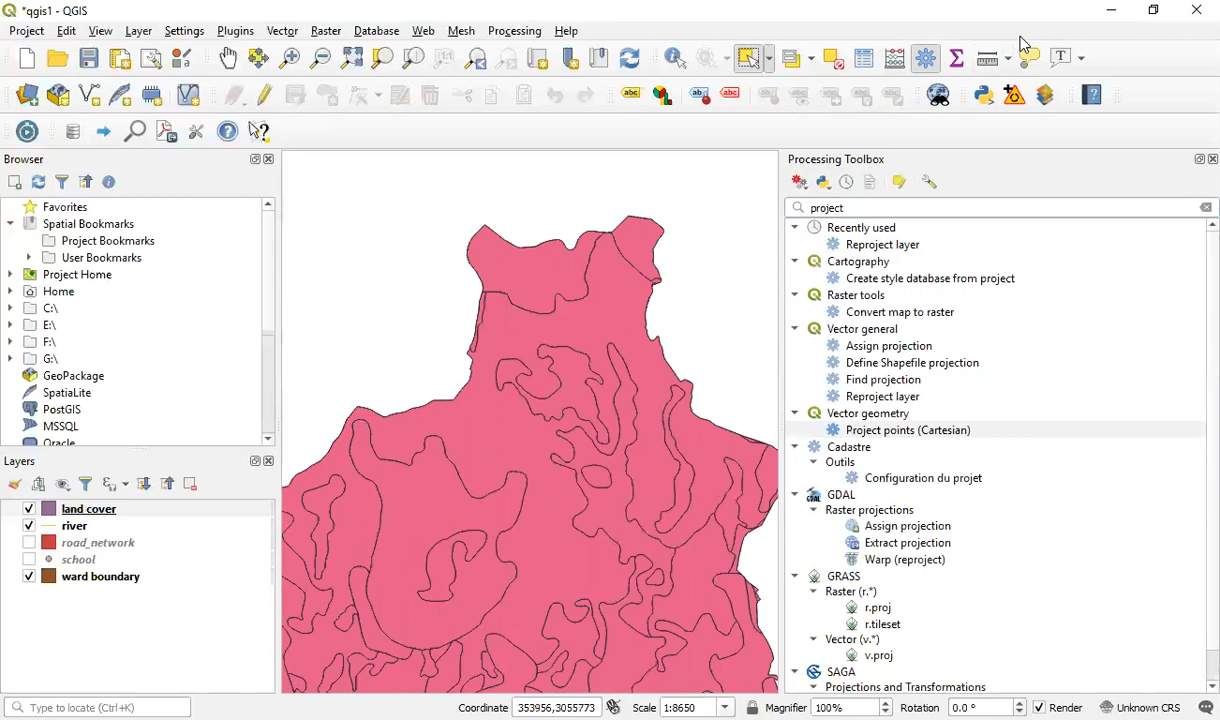 *qgis1 - QGIS
Project Edit View Layer Settings Plugins Vector Raster Database Web Mesh Processing Help
Browser
Favorites
Spatial Bookmarks
Project Bookmarks
User Bookmarks
Project Home
Home
C:\
E:\
F:\
G:\
GeoPackage
SpatiaLite
PostGIS
MSSQL
Oracle
Layers
land cover
river
road_network
school
ward boundary
Processing Toolbox
project
Recently used
Reproject layer
Cartography
Create style database from project
Raster tools
Convert map to raster
Vector general
Assign projection
Define Shapefile projection
Find projection
Reproject layer
Vector geometry
Project points (Cartesian)
Cadastre
Outils
Configuration du projet
GDAL
Raster projections
Assign projection
Extract projection
Warp (reproject)
GRASS
Raster (r.*)
r.proj
r.tileset
Vector (v.*)
v.proj
SAGA
Projections and Transformations
Type to locate (Ctrl+K) Coordinate 353956,3055773 Scale 1:8650 Magnifier 100% Rotation 0.0 ° Render Unknown CRS